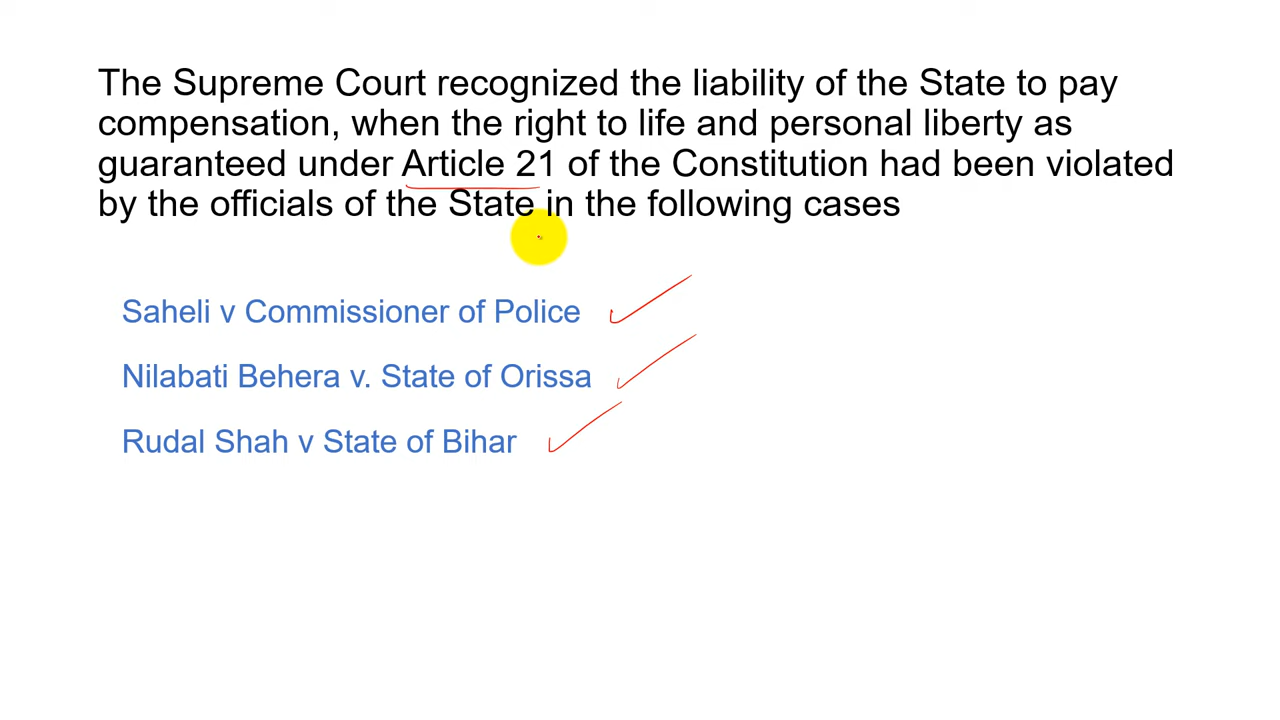 The Supreme Court recognized the liability of the State to pay
compensation, when the right to life and personal liberty as
guaranteed under Article 21 of the Constitution had been violated
by the officials of the State in the following cases
Saheli v Commissioner of Police
Nilabati Behera v. State of Orissa
Rudal Shah v State of Bihar